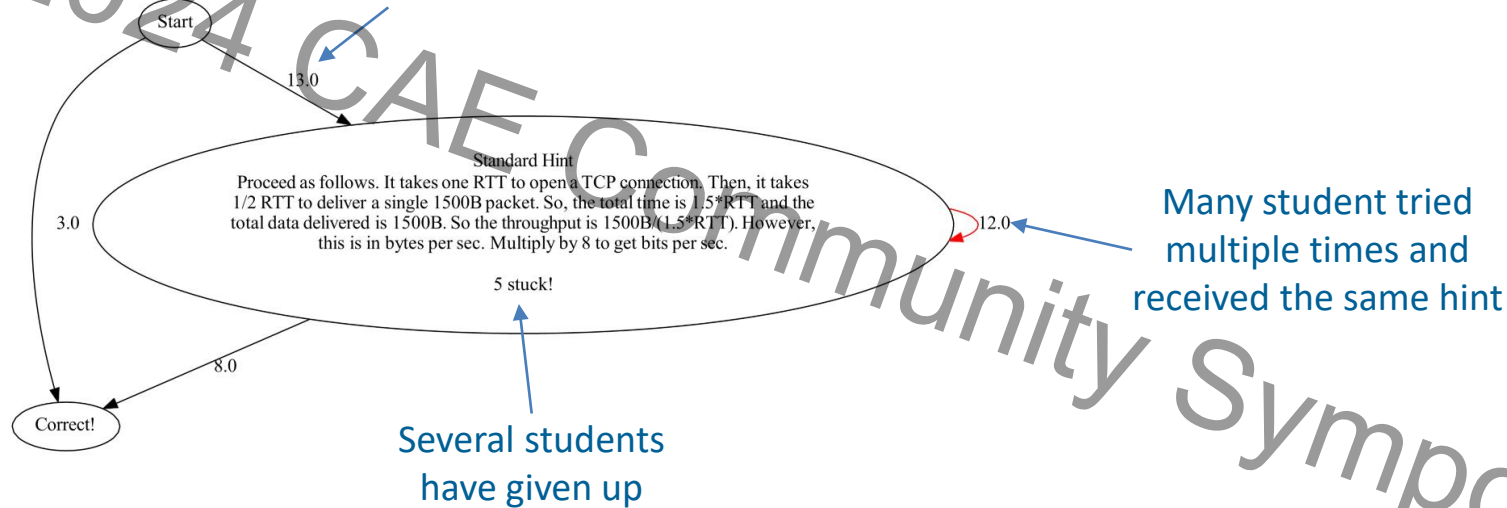 2024 CAE Community Sympo
Start
13.0
Standard Hint
Proceed as follows. It takes one RTT to open a TCP connection. Then, it takes
1/2 RTT to deliver a single 1500B packet. So, the total time is 1.5*RTT and the
total data delivered is 1500B. So the throughput is 1500B/(1.5*RTT). However,
this is in bytes per sec. Multiply by 8 to get bits per sec.
5 stuck!
3.0
12.0
Many student tried
multiple times and
received the same hint
8.0
Correct!
Several students
have given up